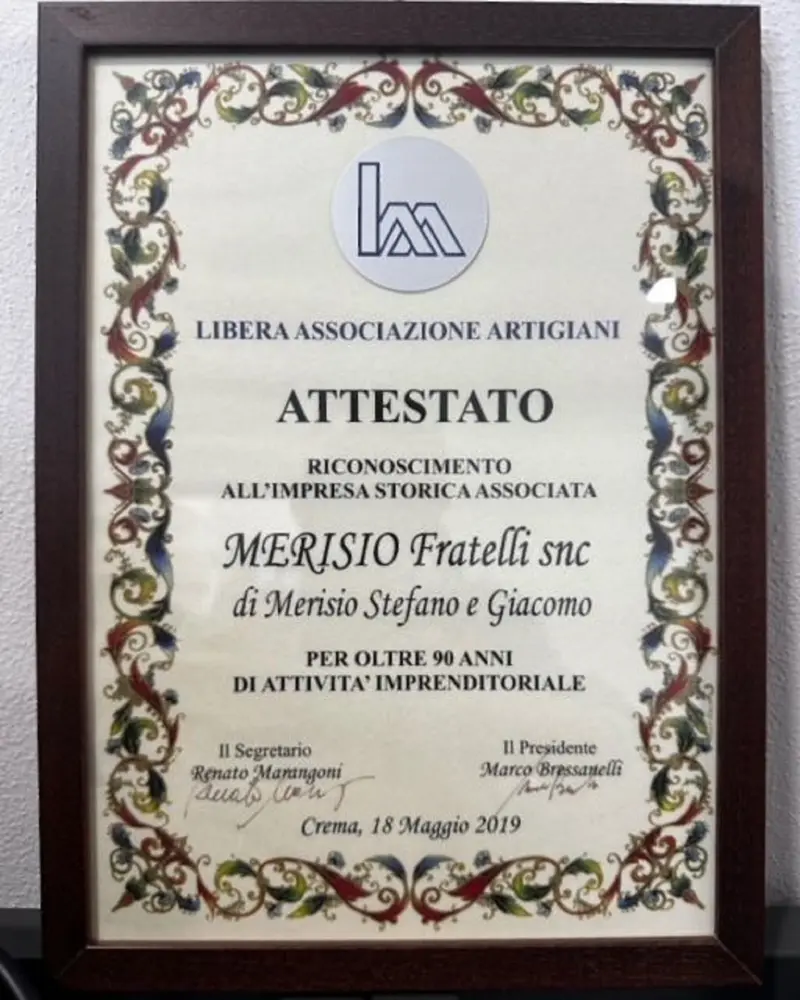 LIBERA ASSOCIAZIONE ARTIGIANI
ATTESTATO
RICONOSCIMENTO
ALL'IMPRESA STORICA ASSOCIATA
MERISIO Fratelli snc
di Merisio Stefano e Giacomo
PER OLTRE 90 ANNI
DI ATTIVITA' IMPRENDITORIALE
Il Segretario
Renato Marangoni
Il Presidente
Marco Bressanelli
Crema, 18 Maggio 2019